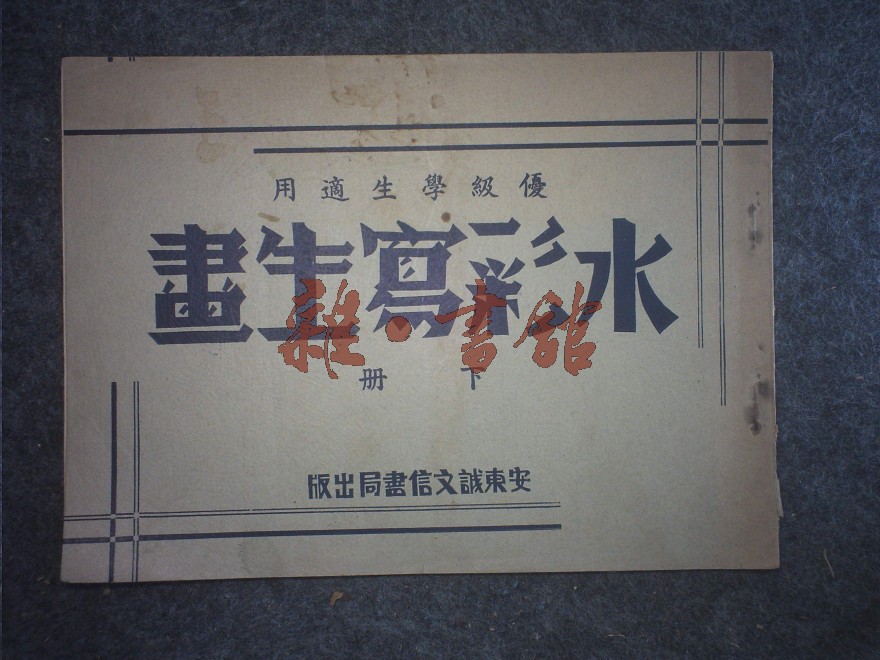 優級學生適用
水彩寫生畫
雜·書館
下册
安東誠文信書局出版